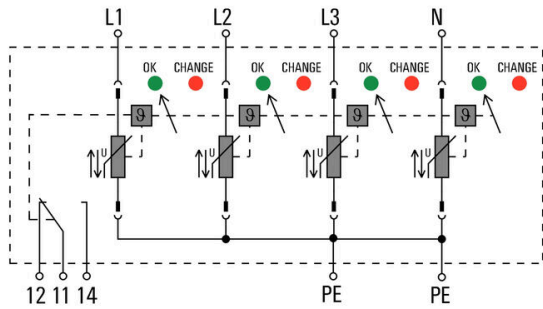 L1 L2 L3 N
OK CHANGE OK CHANGE OK CHANGE OK CHANGE
ϑ ϑ ϑ ϑ
U U U U
12 11 14 PE PE